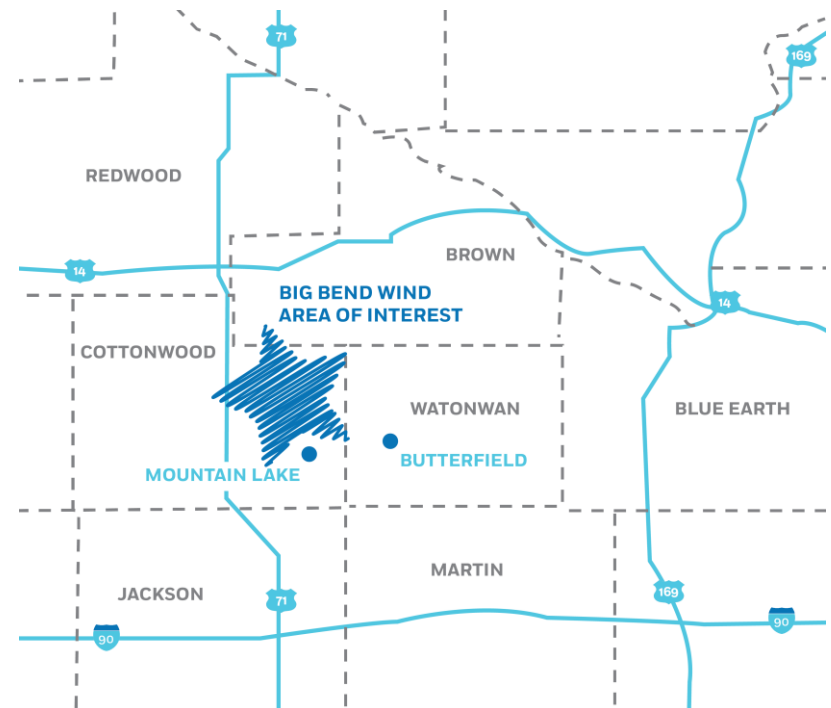 71
169
REDWOOD
BROWN
14
BIG BEND WIND
AREA OF INTEREST
14
COTTONWOOD
WATONWAN
BLUE EARTH
BUTTERFIELD
MOUNTAIN LAKE
MARTIN
JACKSON
71
169
90
90